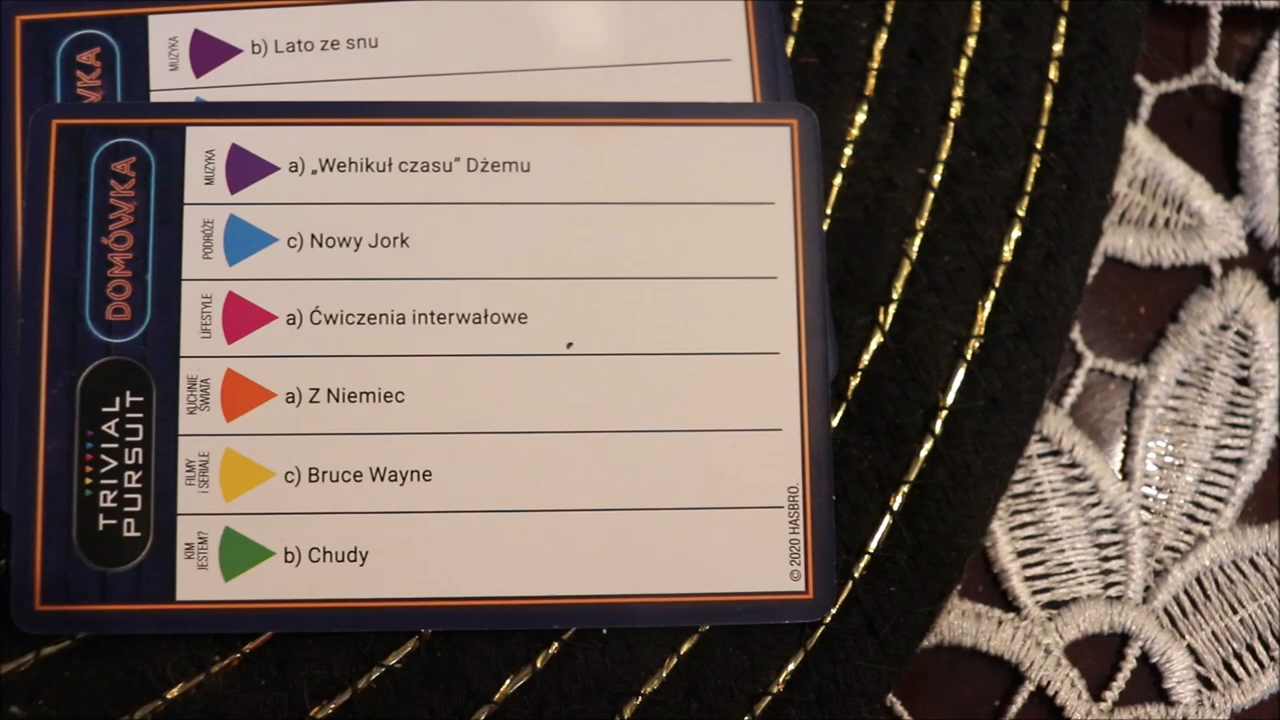 WKA
MUZYKA
b) Lato ze snu
DOMÓWKA
TRIVIAL
PURSUIT
MUZYKA
a) „Wehikuł czasu” Dżemu
PODRÓŻE
c) Nowy Jork
LIFESTYLE
a) Ćwiczenia interwałowe
KUCHNIE
ŚWIATA
a) Z Niemiec
FILMY
i SERIALE
c) Bruce Wayne
KIM
JESTEM?
b) Chudy
© 2020 HASBRO.